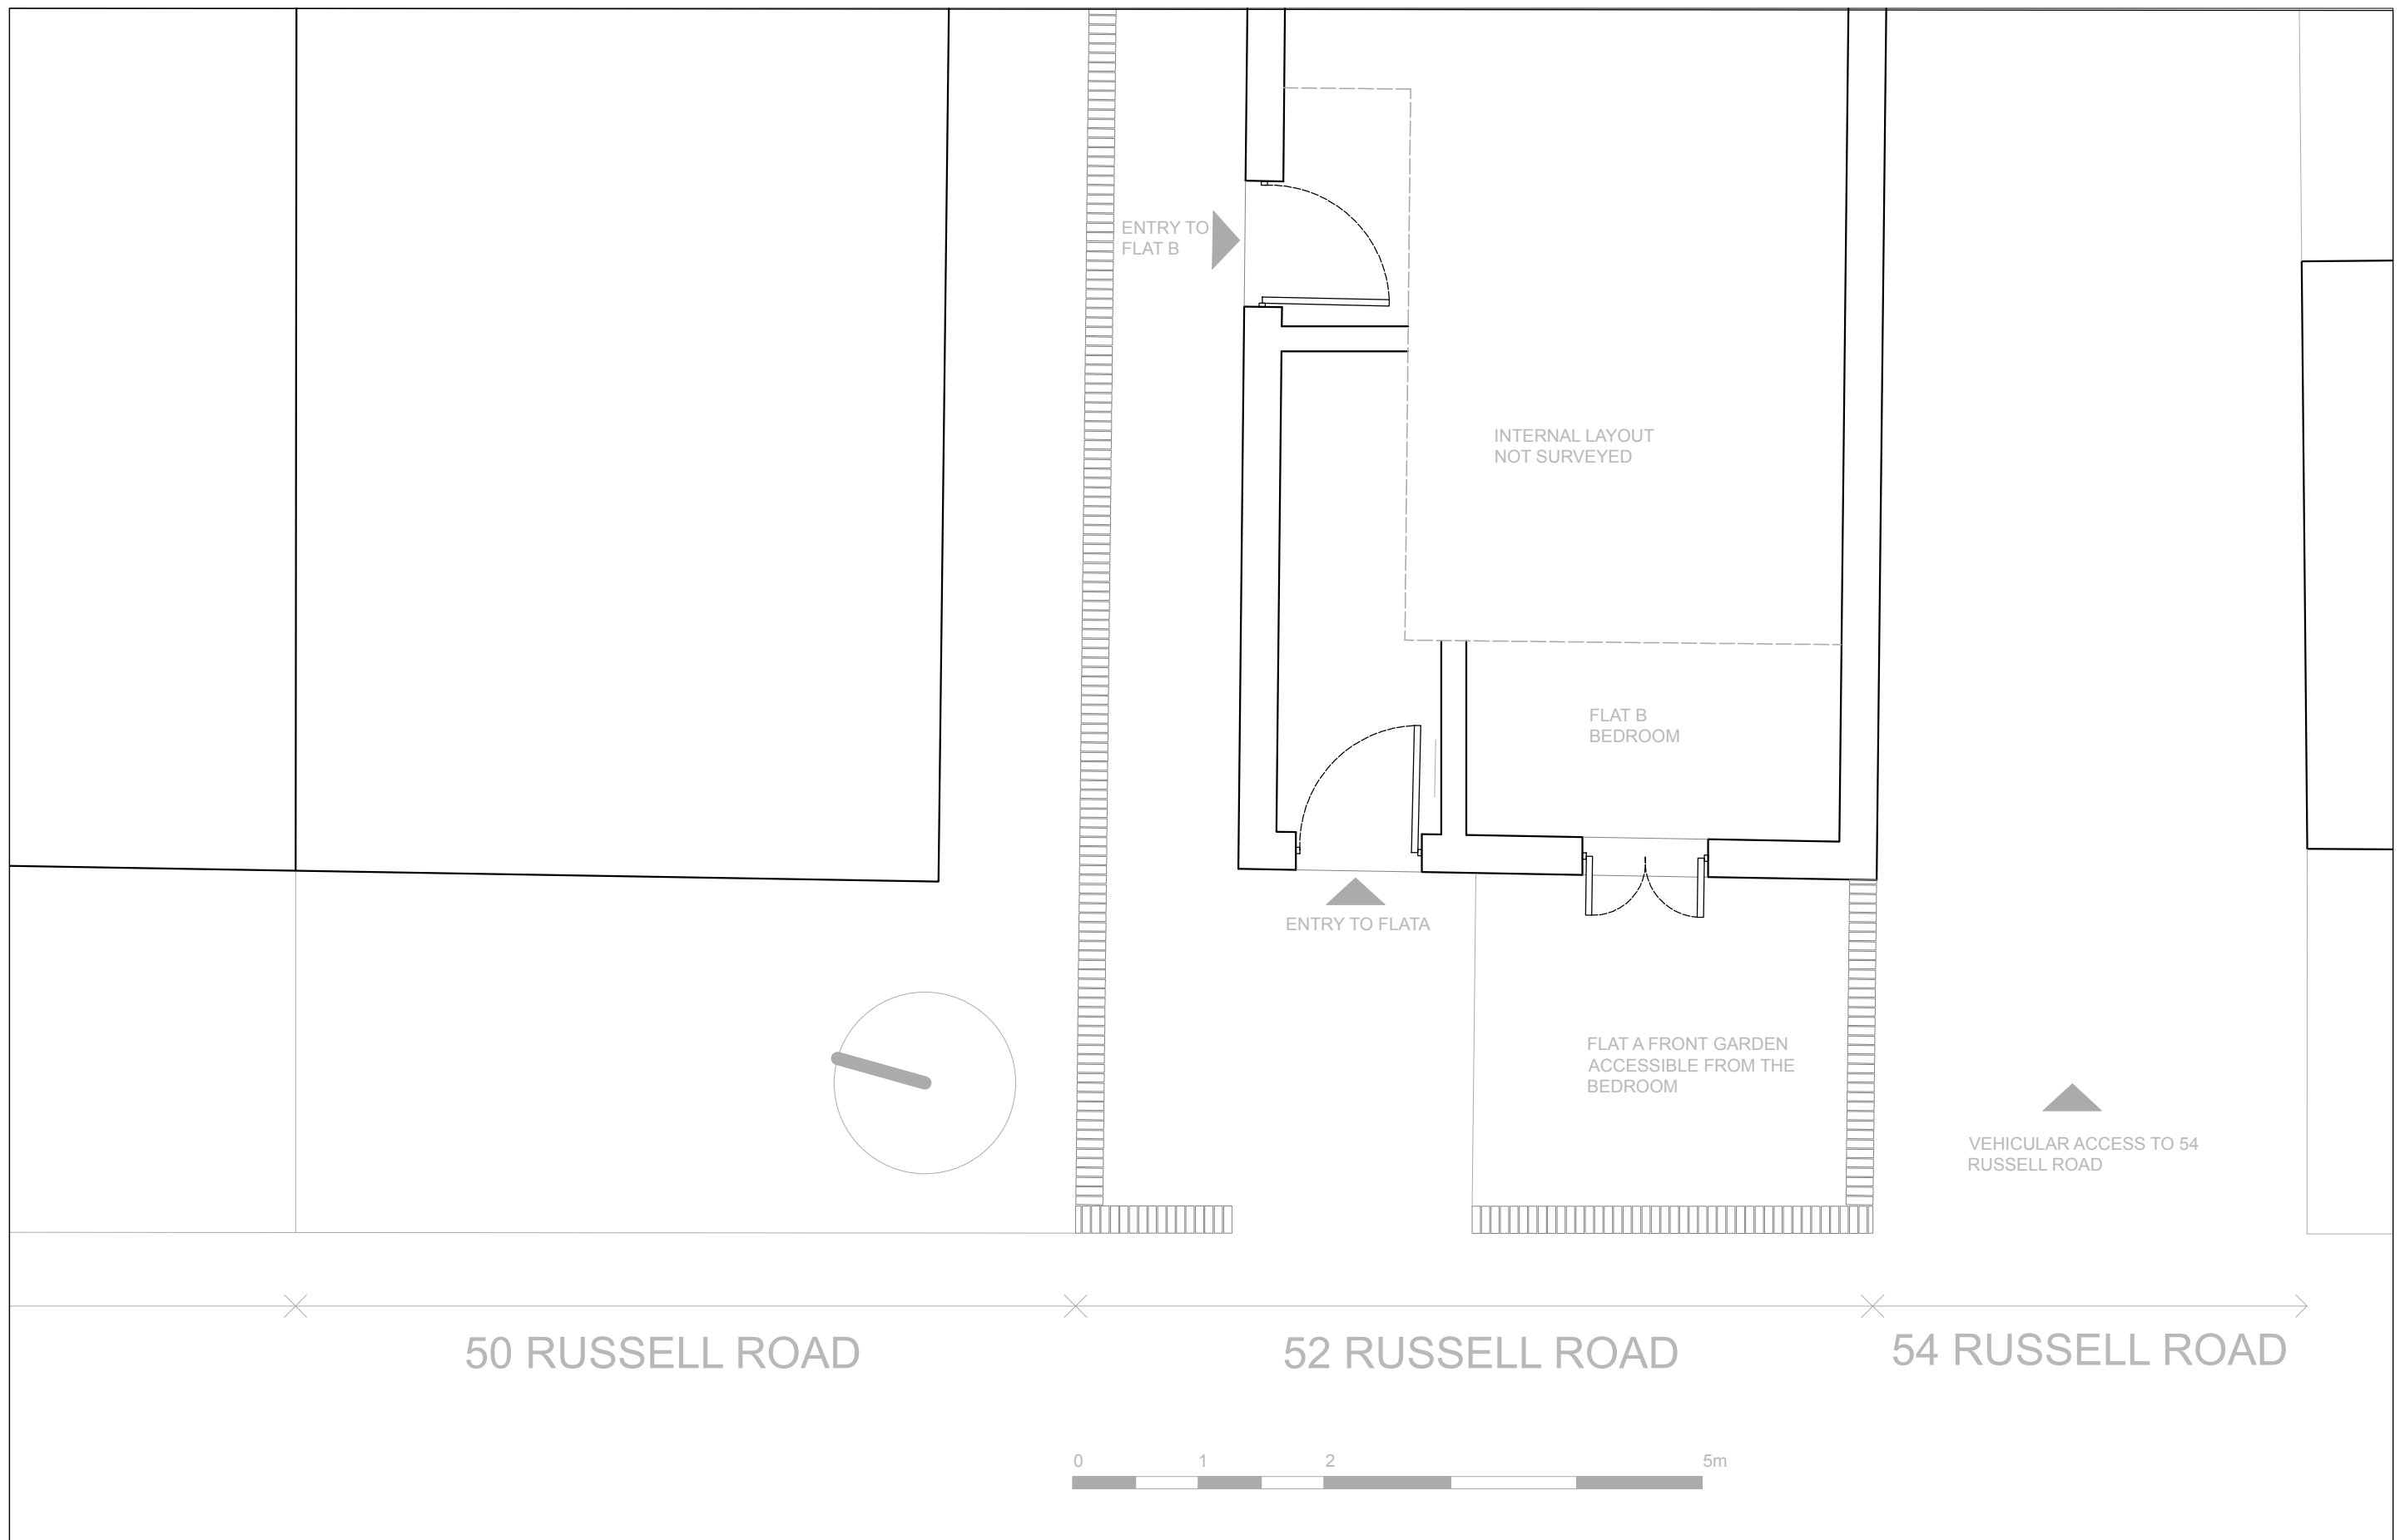 ENTRY TO
FLAT B
INTERNAL LAYOUT
NOT SURVEYED
FLAT B
BEDROOM
ENTRY TO FLATA
FLAT A FRONT GARDEN
ACCESSIBLE FROM THE
BEDROOM
VEHICULAR ACCESS TO 54
RUSSELL ROAD
50 RUSSELL ROAD
52 RUSSELL ROAD
54 RUSSELL ROAD
0 1 2 5m